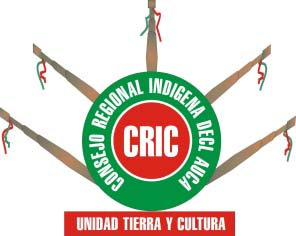 CONSEJO REGIONAL INDIGENA DECL AUCA
CRIC
UNIDAD TIERRA Y CULTURA